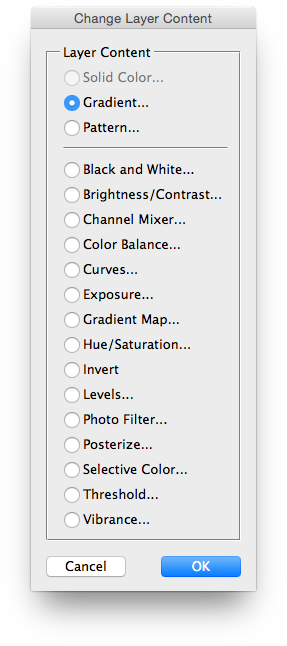 Change Layer Content
Layer Content
Solid Color...
Gradient...
Pattern...
Black and White...
Brightness/Contrast...
Channel Mixer...
Color Balance...
Curves...
Exposure...
Gradient Map...
Hue/Saturation...
Invert
Levels...
Photo Filter...
Posterize...
Selective Color...
Threshold...
Vibrance...
Cancel OK